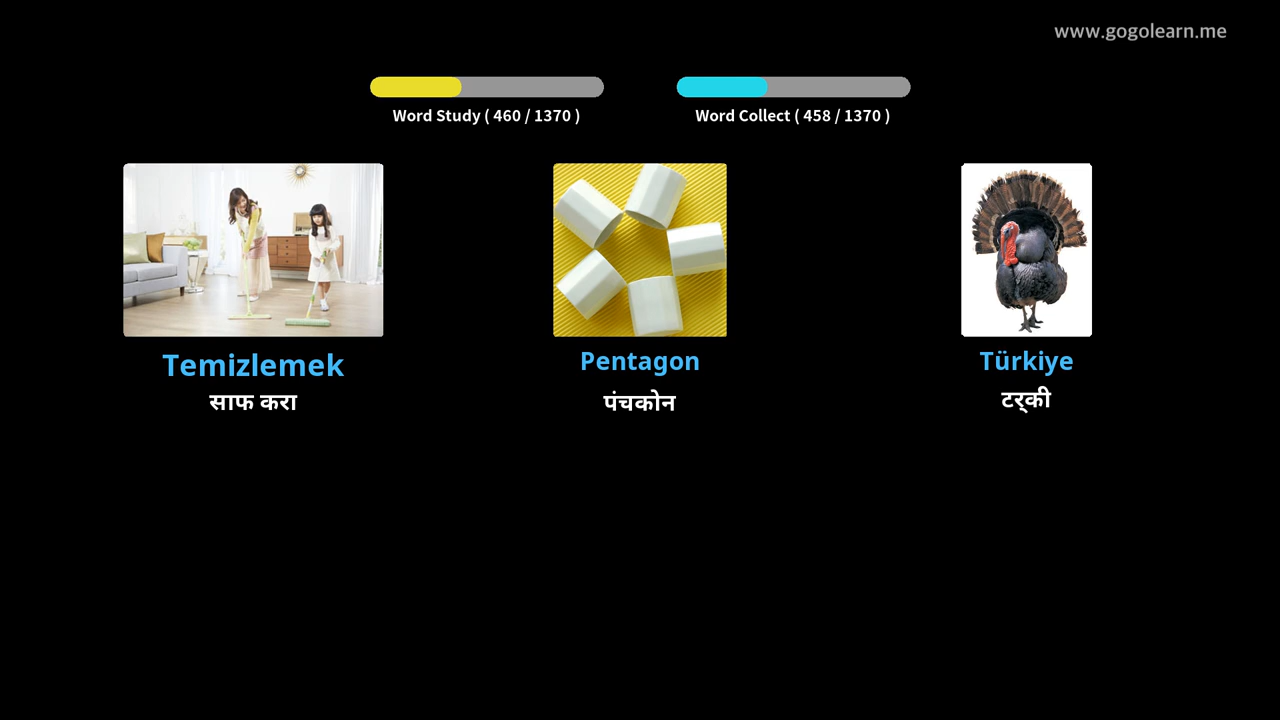 www.gogolearn.me
Word Study ( 460 / 1370 )
Word Collect ( 458 / 1370 )
Temizlemek
Pentagon
Türkiye
साफ करा
पंचकोन
टर्‍की